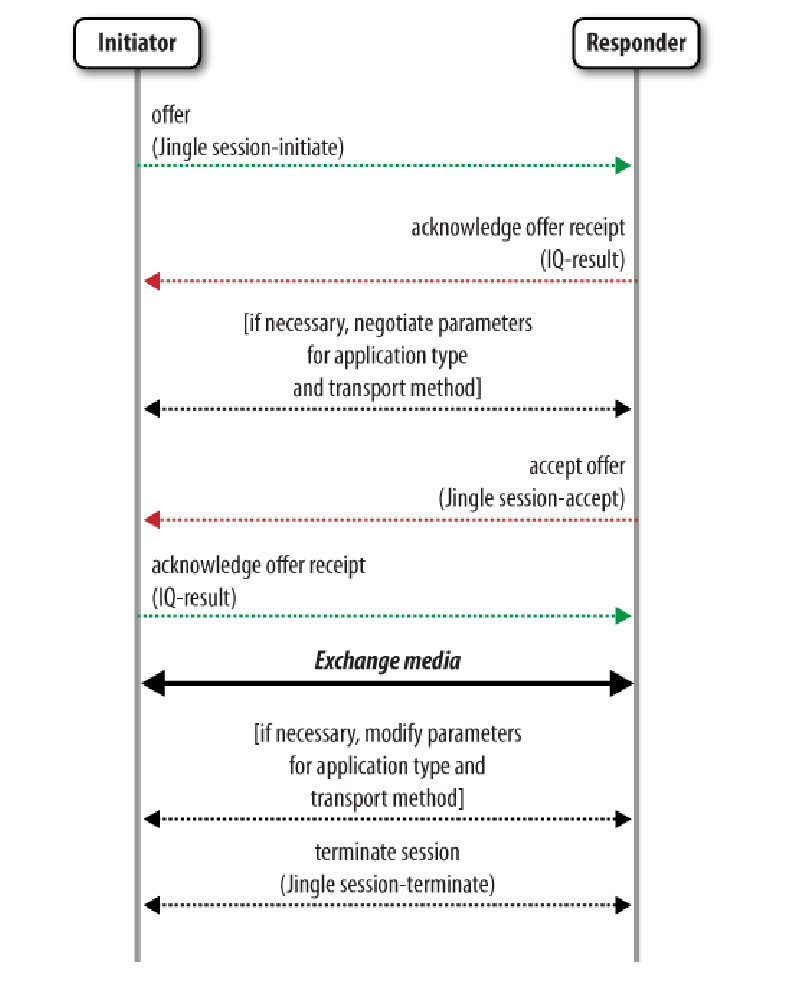 Initiator
Responder
offer
(Jingle session-initiate)
acknowledge offer receipt
(IQ-result)
[if necessary, negotiate parameters
for application type
and transport method]
accept offer
(Jingle session-accept)
acknowledge offer receipt
(IQ-result)
Exchange media
[if necessary, modify parameters
for application type and
transport method]
terminate session
(Jingle session-terminate)